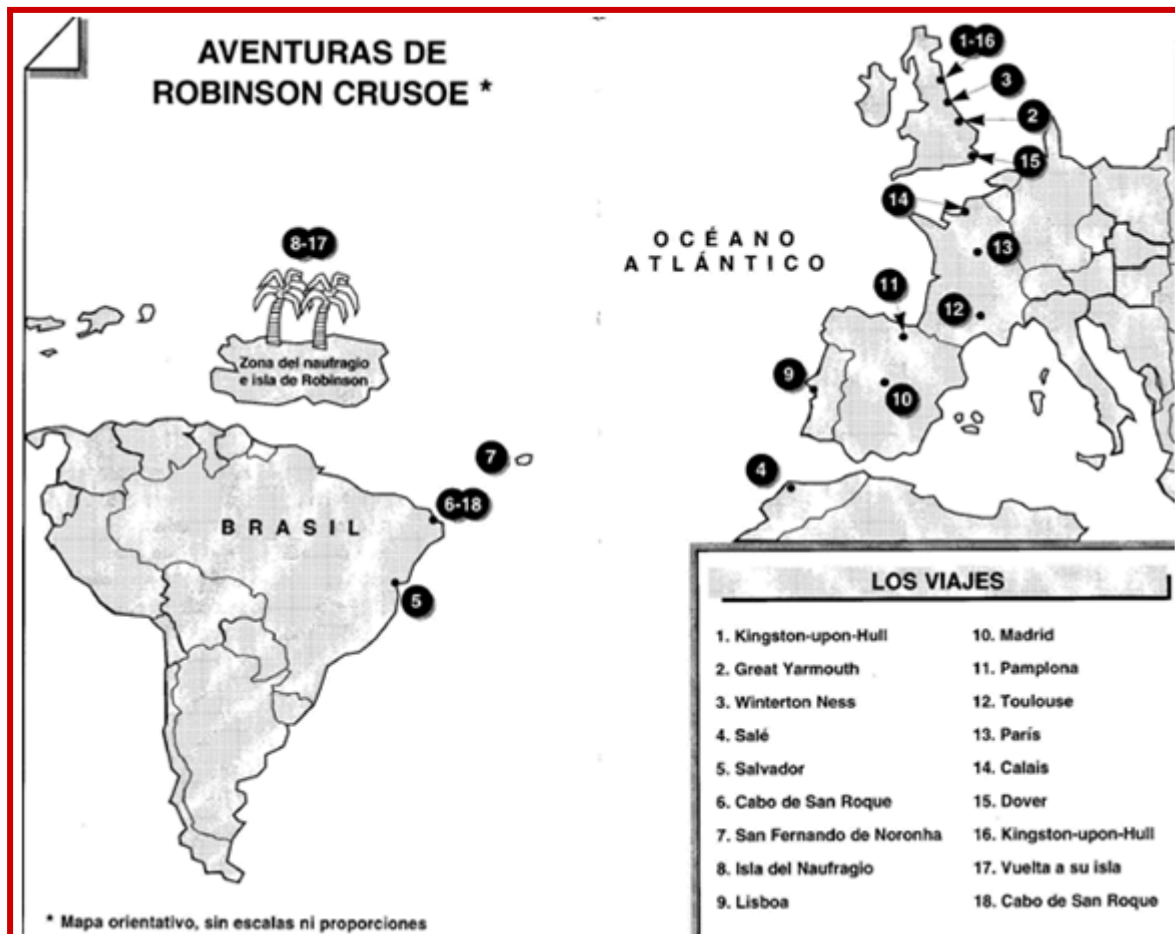 AVENTURAS DE
ROBINSON CRUSOE *
1-16
3
2
15
14
13
12
11
10
9
4
OCÉANO
ATLÁNTICO
8-17
Zona del naufragio
e isla de Robinson
7
6-18
BRASIL
5
LOS VIAJES
1. Kingston-upon-Hull
2. Great Yarmouth
3. Winterton Ness
4. Salé
5. Salvador
6. Cabo de San Roque
7. San Fernando de Noronha
8. Isla del Naufragio
9. Lisboa
10. Madrid
11. Pamplona
12. Toulouse
13. París
14. Calais
15. Dover
16. Kingston-upon-Hull
17. Vuelta a su isla
18. Cabo de San Roque
* Mapa orientativo, sin escalas ni proporciones